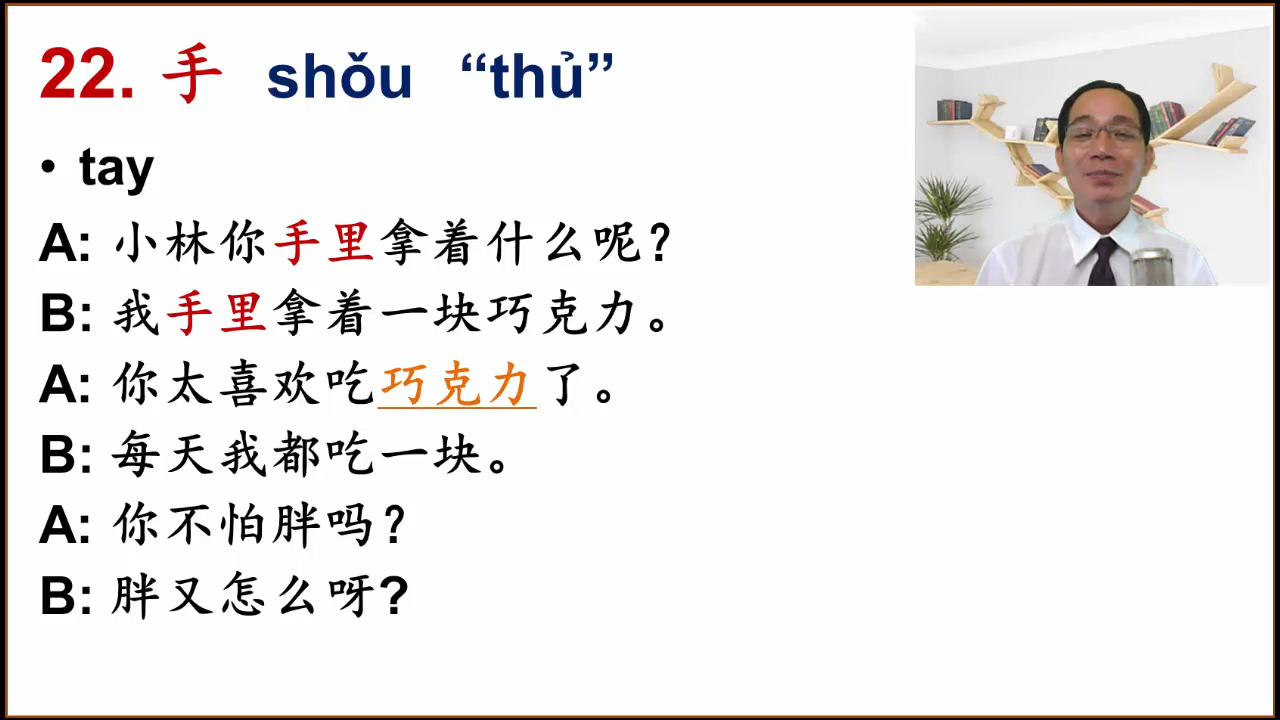 22. 手 shǒu “thủ”
• tay
A: 小林你手里拿着什么呢？
B: 我手里拿着一块巧克力。
A: 你太喜欢吃巧克力了。
B: 每天我都吃一块。
A: 你不怕胖吗？
B: 胖又怎么呀?